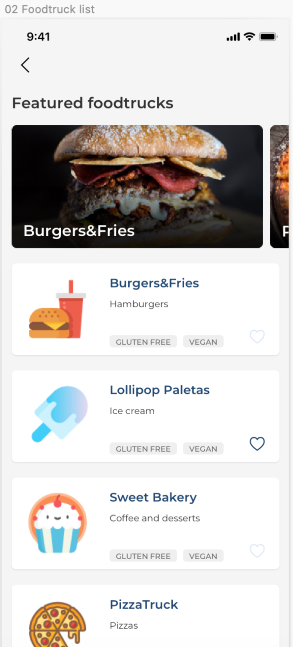 02 Foodtruck list
9:41
Featured foodtrucks
Burgers&Fries
Burgers&Fries
Hamburgers
GLUTEN FREE VEGAN
Lollipop Paletas
Ice cream
GLUTEN FREE VEGAN
Sweet Bakery
Coffee and desserts
GLUTEN FREE VEGAN
PizzaTruck
Pizzas